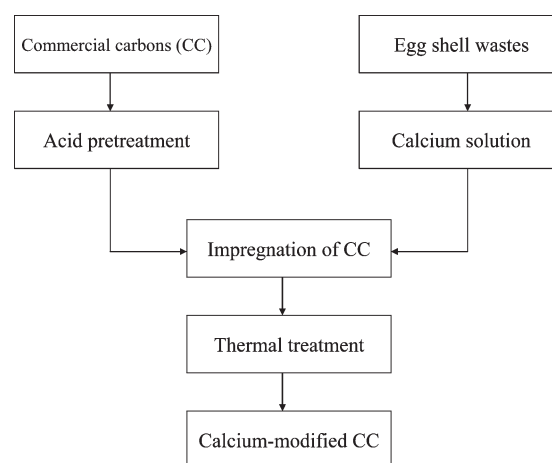 Commercial carbons (CC)
Egg shell wastes
Acid pretreatment
Calcium solution
Impregnation of CC
Thermal treatment
Calcium-modified CC